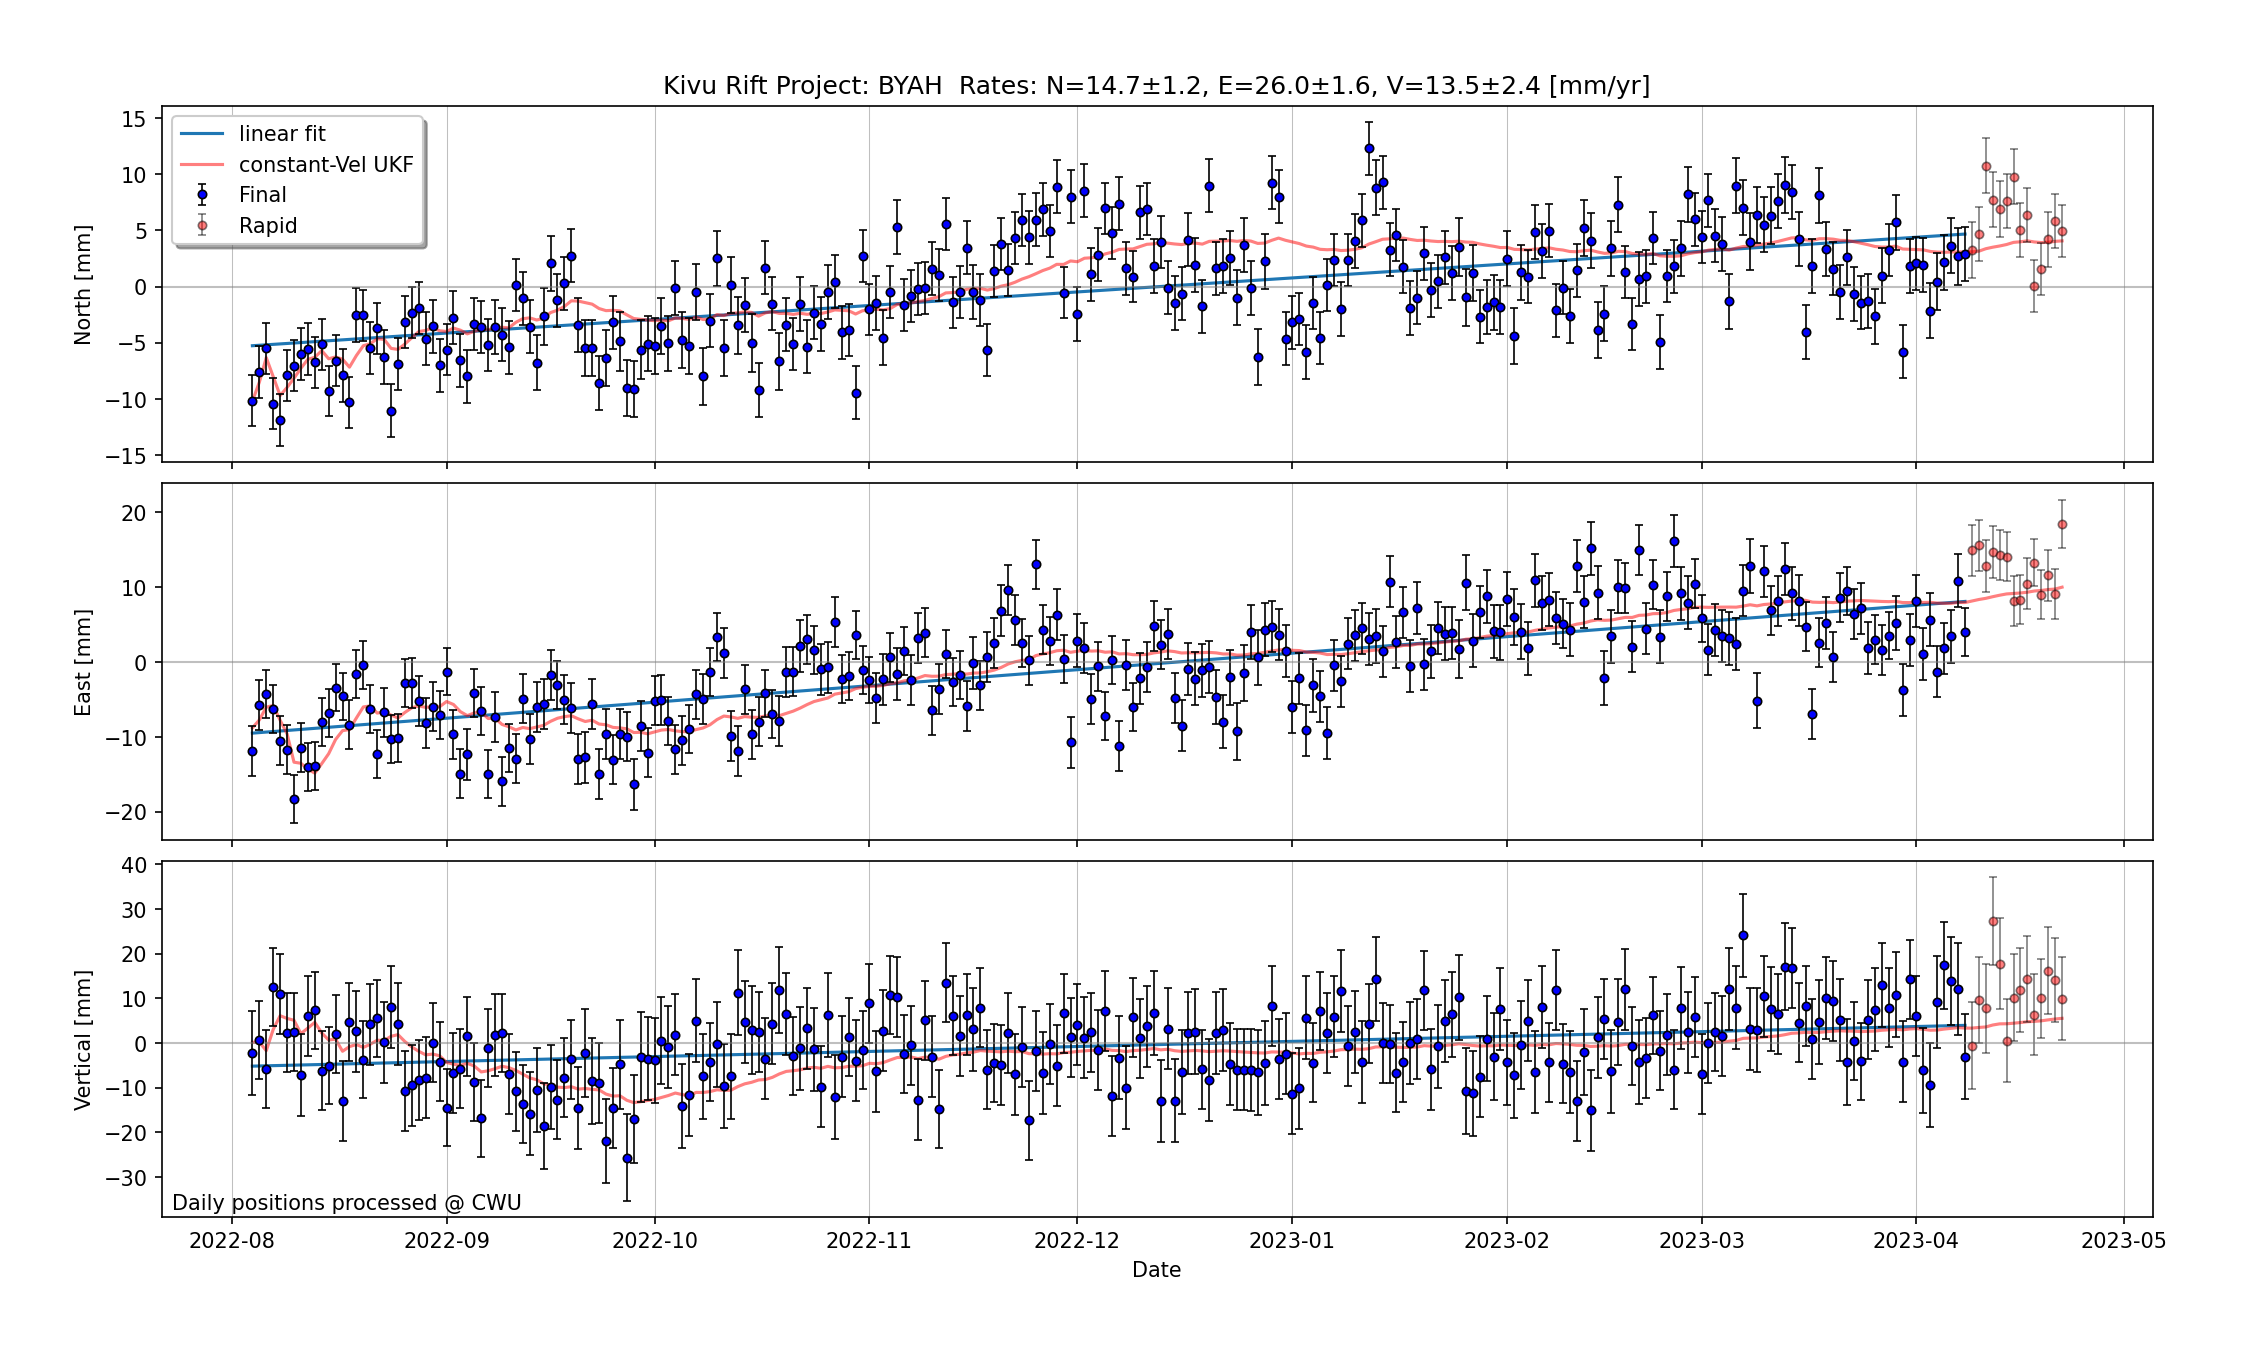 Kivu Rift Project: BYAH  Rates: N=14.7±1.2, E=26.0±1.6, V=13.5±2.4 [mm/yr]
15
10
5
0
−5
−10
−15
North [mm]
linear fit
constant-Vel UKF
Final
Rapid
20
10
0
−10
−20
East [mm]
40
30
20
10
0
−10
−20
−30
Vertical [mm]
Daily positions processed @ CWU
2022-08 2022-09 2022-10 2022-11 2022-12 2023-01 2023-02 2023-03 2023-04 2023-05
Date